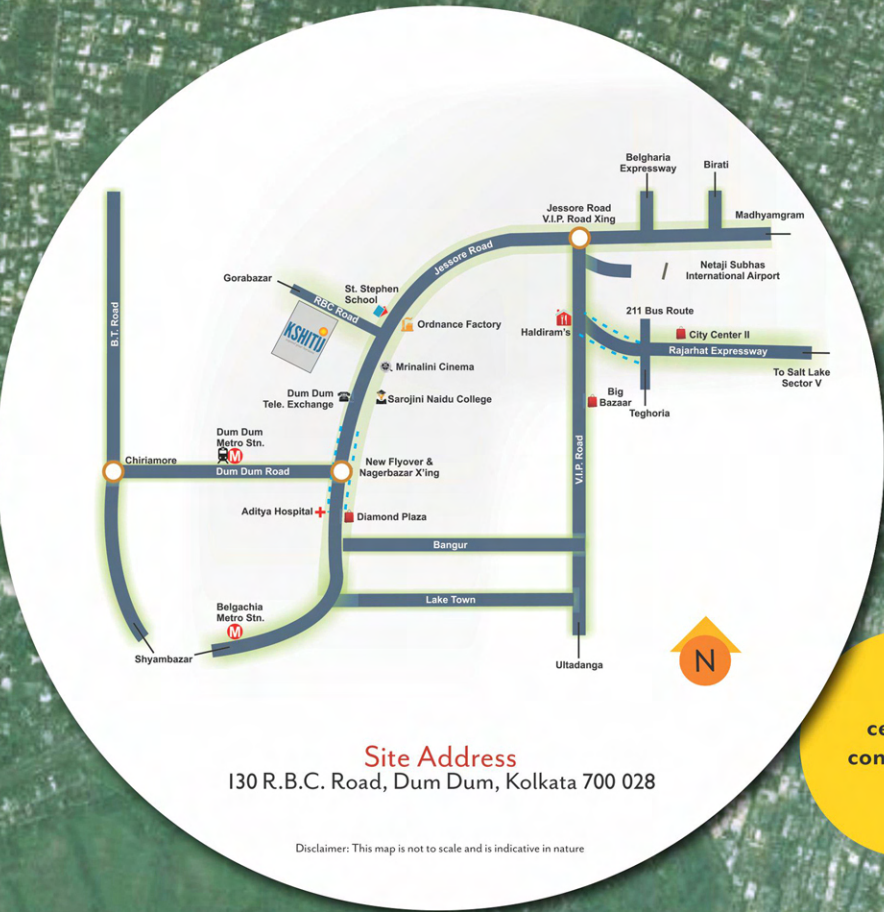 Belgharia
Expressway
Birati
Jessore Road
V.I.P. Road Xing
Madhyamgram
Jessore Road
Netaji Subhas
International Airport
Gorabazar
St. Stephen
School
RBC Road
KSHITIJ
Ordnance Factory
Haldiram's
211 Bus Route
City Center II
Rajarhat Expressway
To Salt Lake
Sector V
B.T. Road
Mrinalini Cinema
Dum Dum
Tele. Exchange
Sarojini Naidu College
Big
Bazaar
Teghoria
Dum Dum
Metro Stn.
M
Chiriamore
Dum Dum Road
New Flyover &
Nagerbazar X'ing
V.I.P. Road
Aditya Hospital
Diamond Plaza
Bangur
Lake Town
Belgachia
Metro Stn.
M
Shyambazar
Ultadanga
N
Site Address
130 R.B.C. Road, Dum Dum, Kolkata 700 028
Disclaimer: This map is not to scale and is indicative in nature